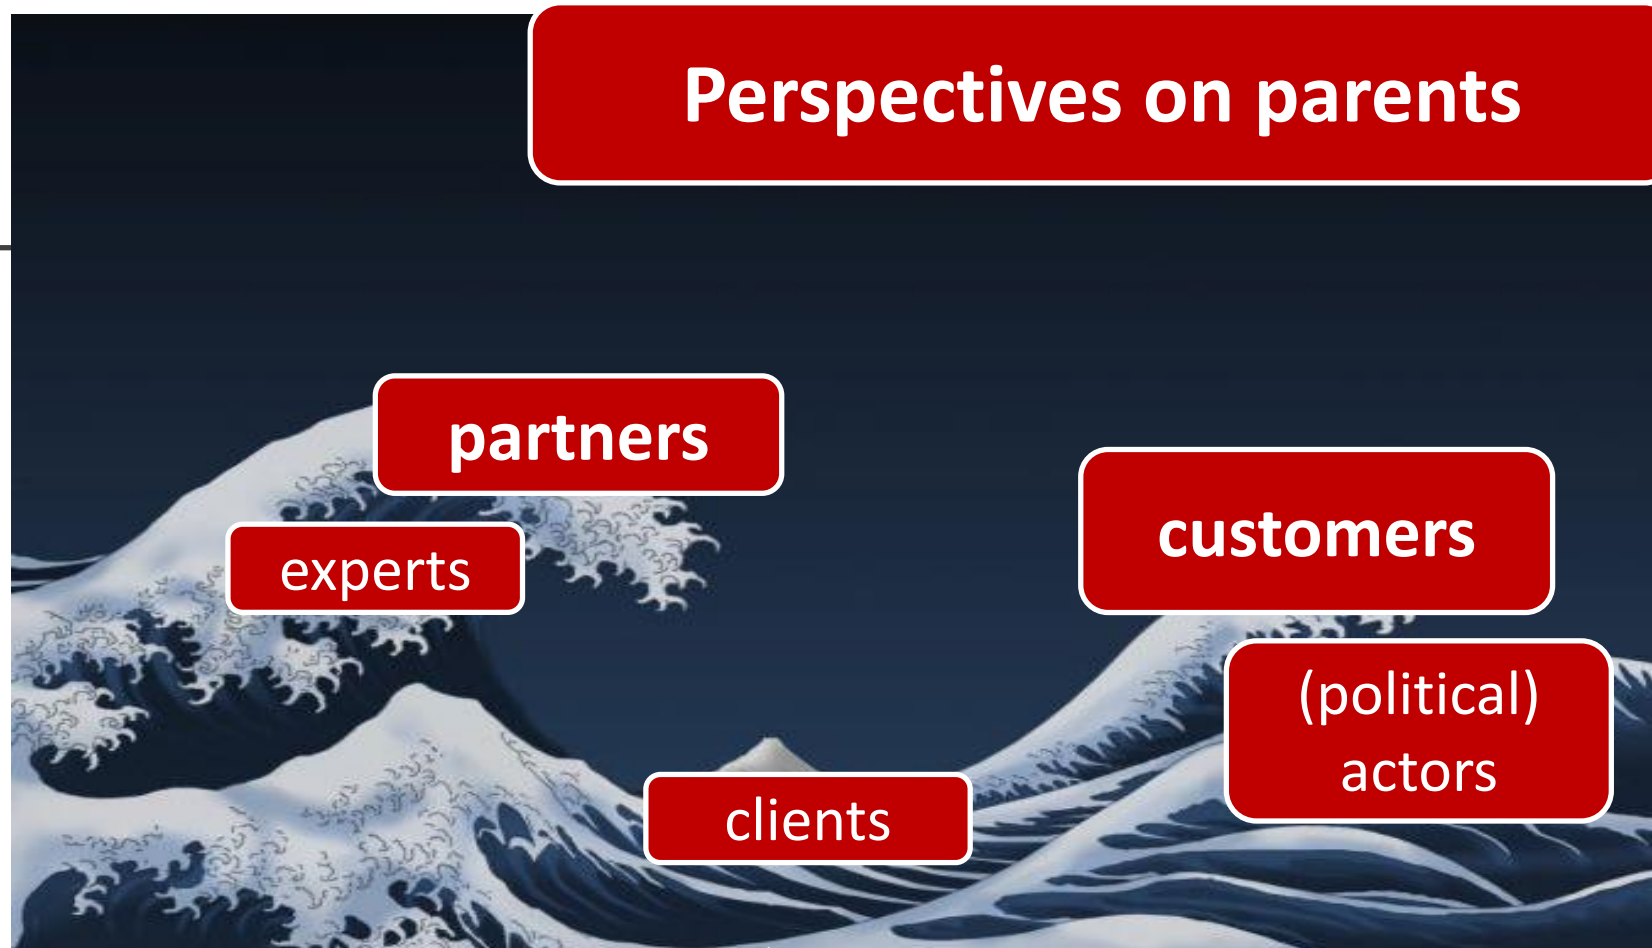 Perspectives on parents
partners
customers
experts
(political)
actors
clients